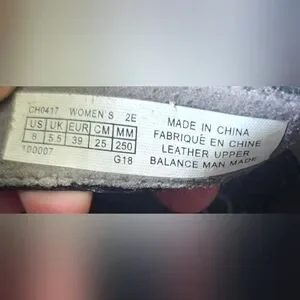 CH0417 WOMEN'S 2E
US UK EUR CM MM
8 5.5 39 25 250
1B0007
G18
MADE IN CHINA
FABRIQUÉ EN CHINE
LEATHER UPPER
BALANCE MAN MADE